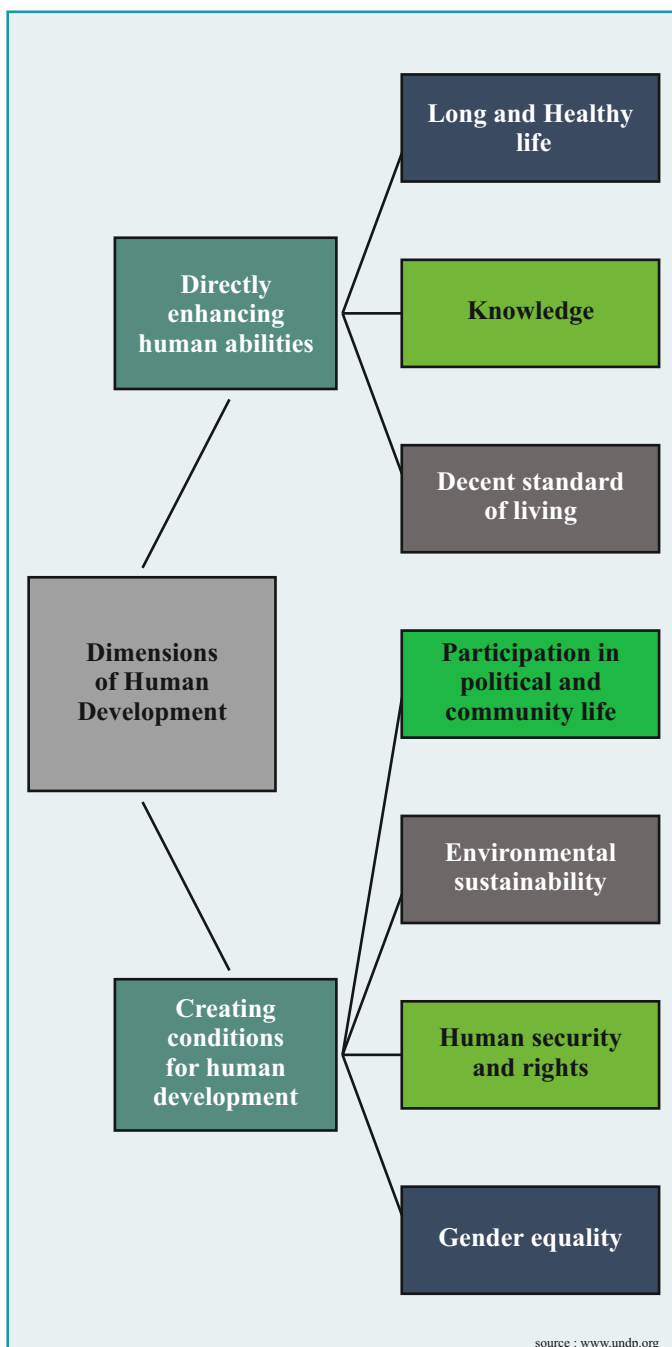 Long and Healthy
life
Directly
enhancing
human abilities
Knowledge
Decent standard
of living
Dimensions
of Human
Development
Participation in
political and
community life
Environmental
sustainability
Creating
conditions
for human
development
Human security
and rights
Gender equality
source : www.undp.org